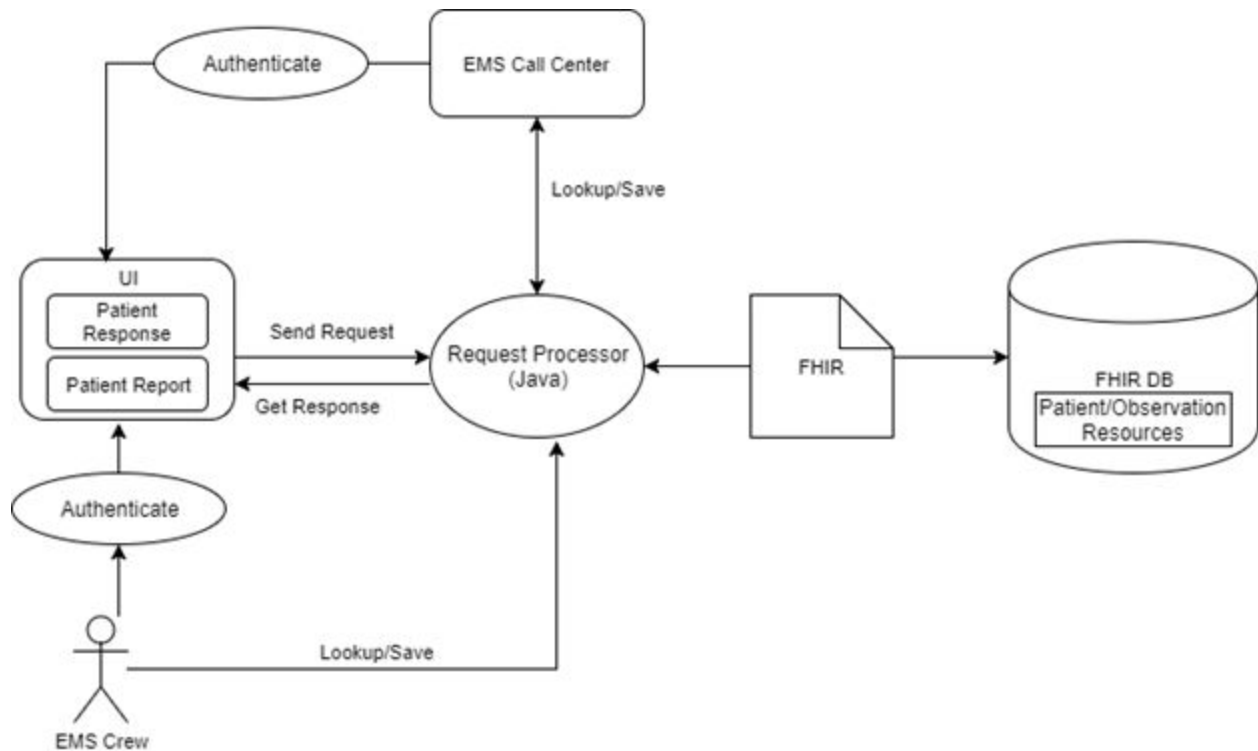 Authenticate
EMS Call Center
Lookup/Save
UI
Patient
Response
Patient Report
Send Request
Get Response
Request Processor
(Java)
FHIR
FHIR DB
Patient/Observation
Resources
Authenticate
Lookup/Save
EMS Crew